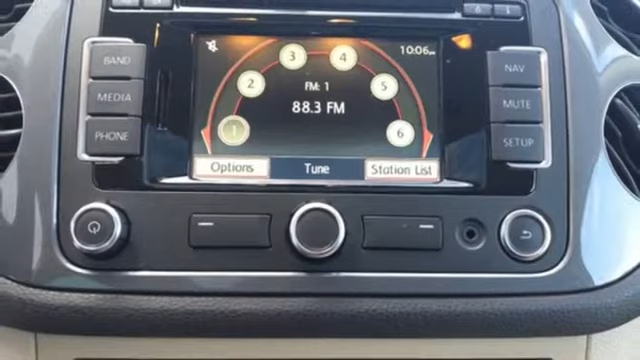 BAND
MEDIA
PHONE
10:06PM
3 4
2 5
FM: 1
88.3 FM
1 6
Options Tune Station List
NAV
MUTE
SETUP